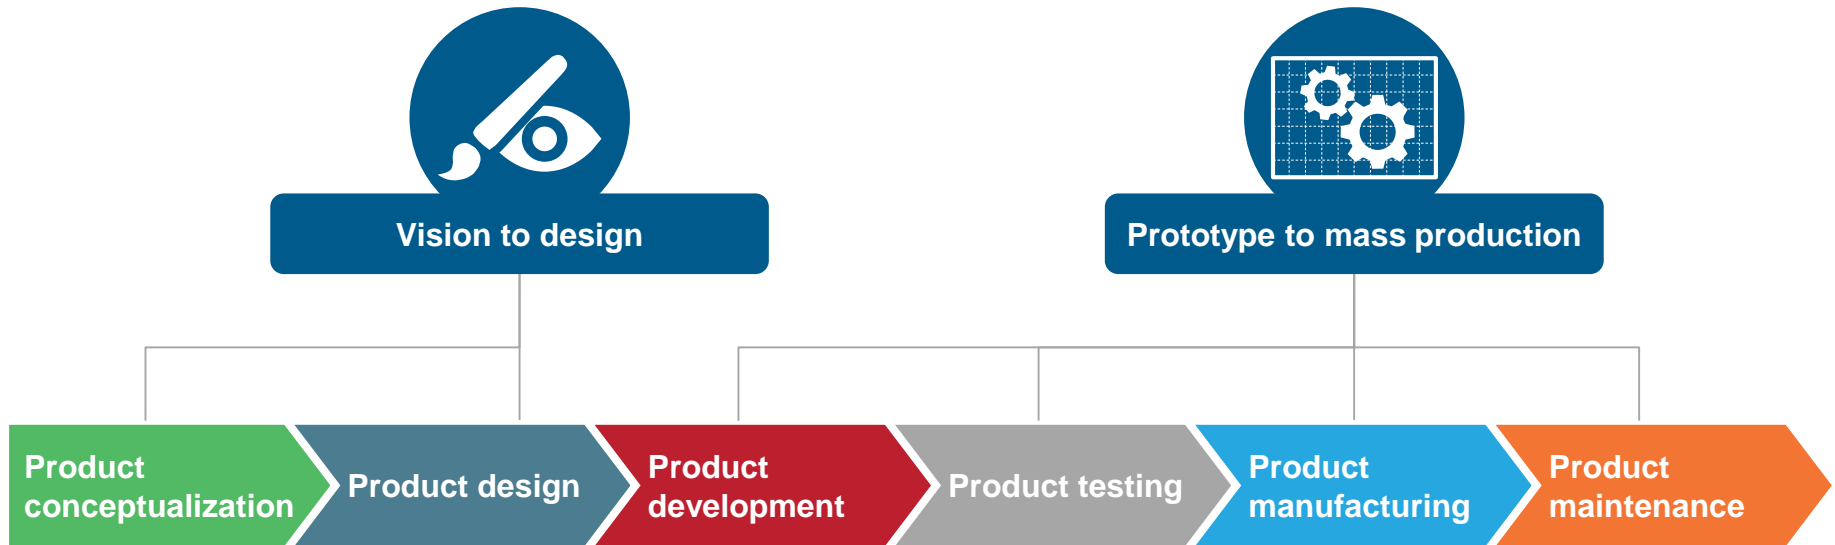 Vision to design
Prototype to mass production
Product
conceptualization
Product design
Product
development
Product testing
Product
manufacturing
Product
maintenance